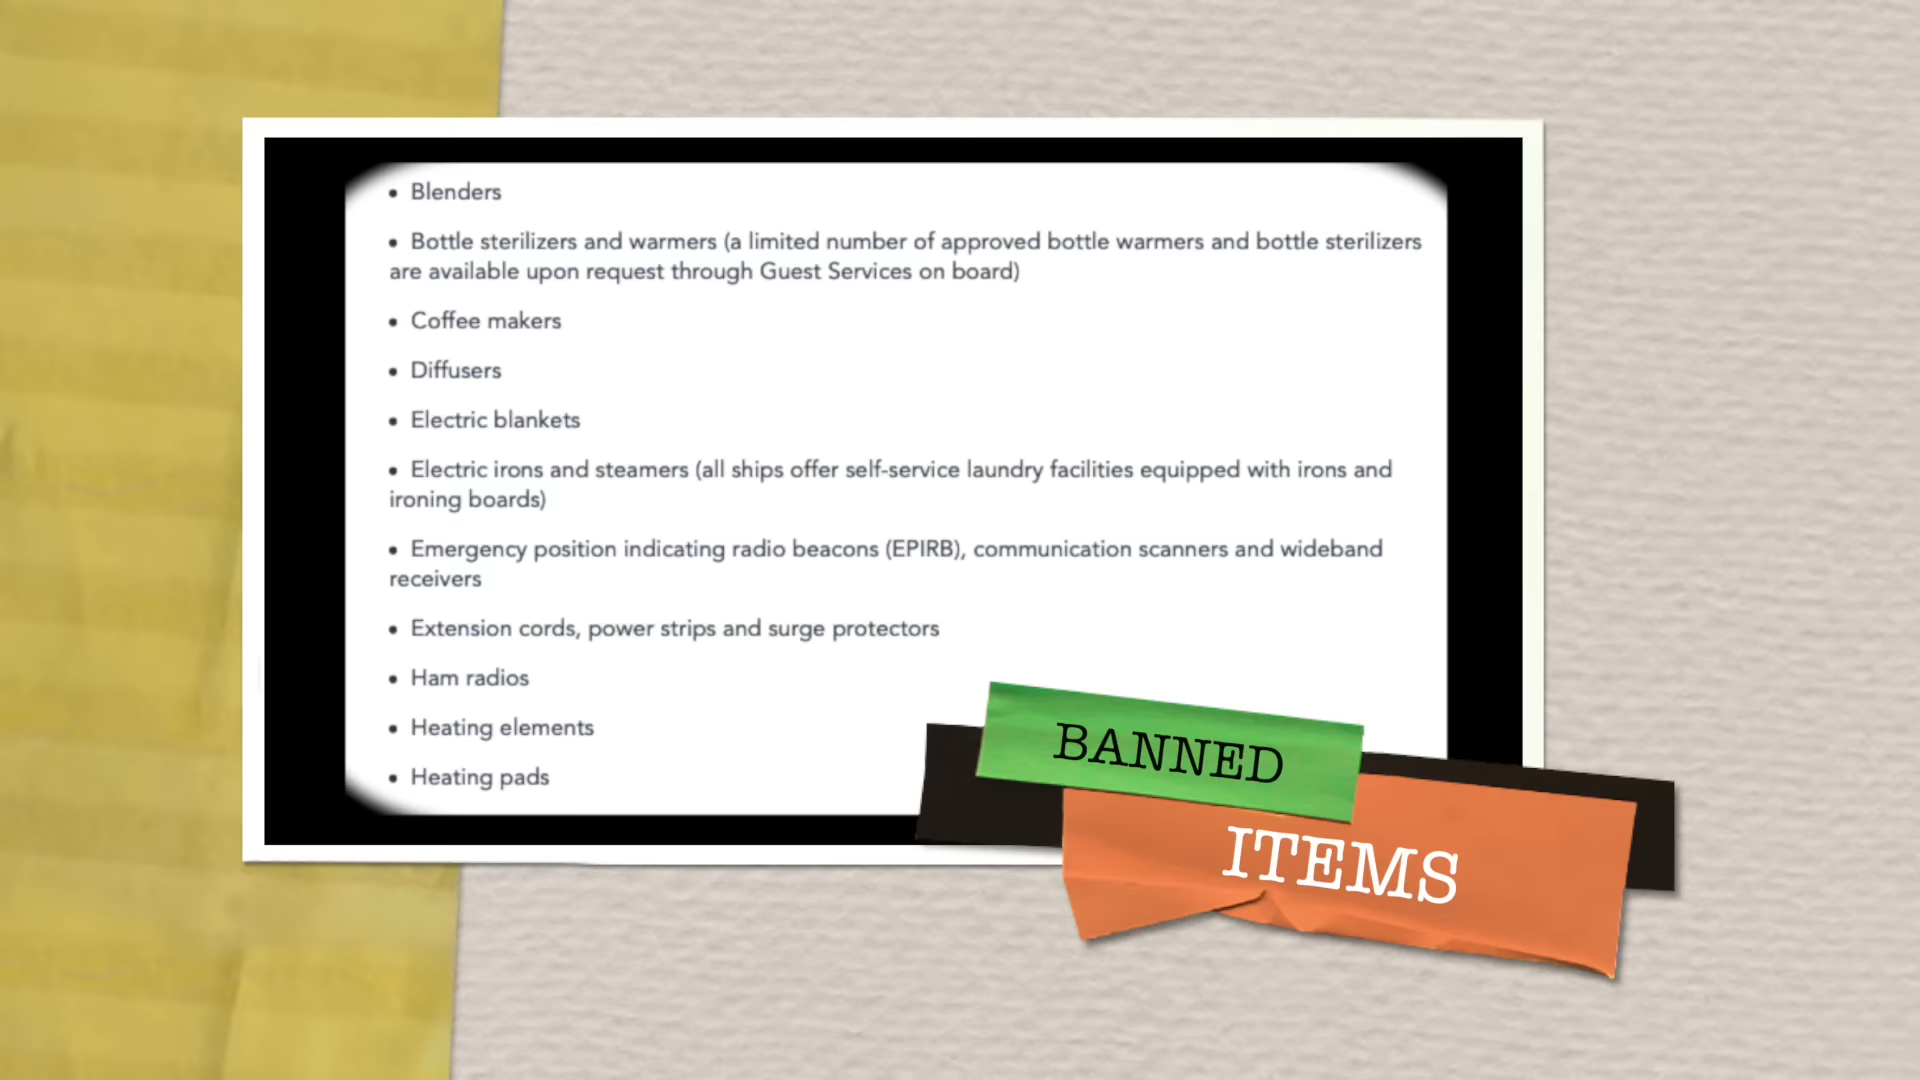 • Blenders
• Bottle sterilizers and warmers (a limited number of approved bottle warmers and bottle sterilizers
are available upon request through Guest Services on board)
• Coffee makers
• Diffusers
• Electric blankets
• Electric irons and steamers (all ships offer self-service laundry facilities equipped with irons and
ironing boards)
• Emergency position indicating radio beacons (EPIRB), communication scanners and wideband
receivers
• Extension cords, power strips and surge protectors
• Ham radios
• Heating elements
• Heating pads
BANNED
ITEMS